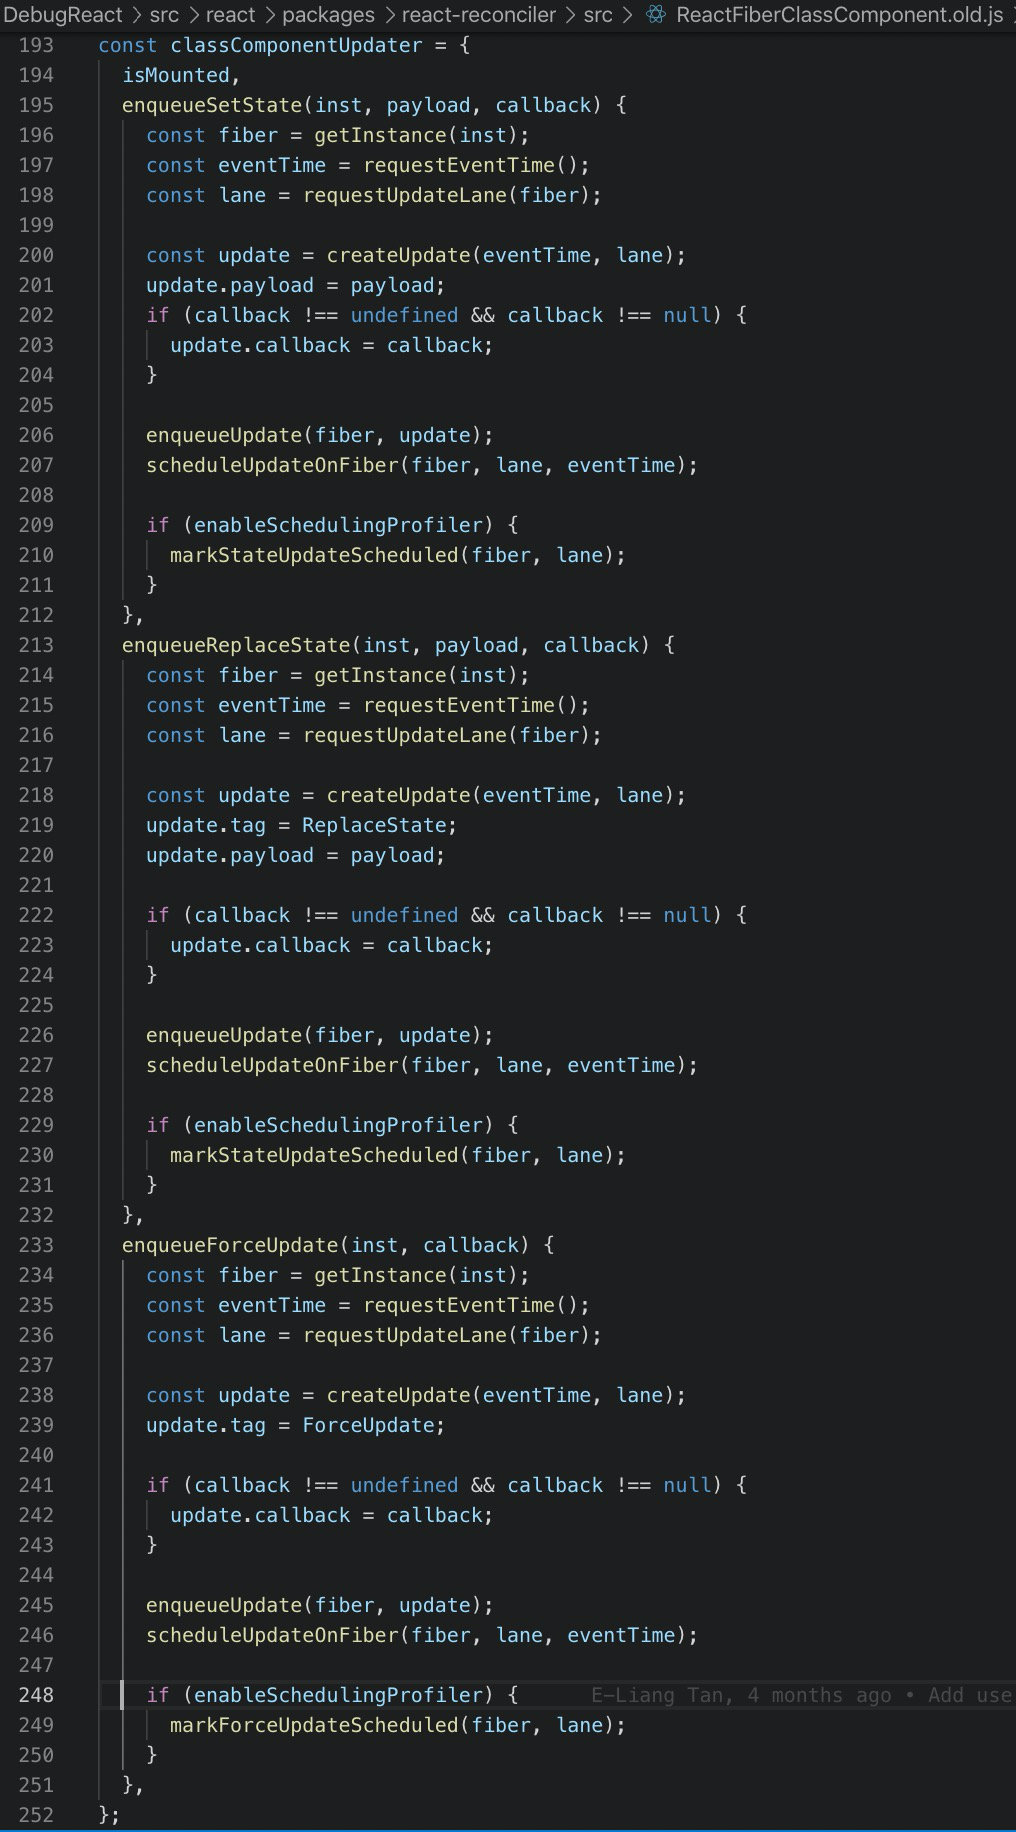 DebugReact > src > react > packages > react-reconciler > src > ReactFiberClassComponent.old.js >
193 const classComponentUpdater = {
194 isMounted,
195 enqueueSetState(inst, payload, callback) {
196 const fiber = getInstance(inst);
197 const eventTime = requestEventTime();
198 const lane = requestUpdateLane(fiber);
199
200 const update = createUpdate(eventTime, lane);
201 update.payload = payload;
202 if (callback !== undefined && callback !== null) {
203 update.callback = callback;
204 }
205
206 enqueueUpdate(fiber, update);
207 scheduleUpdateOnFiber(fiber, lane, eventTime);
208
209 if (enableSchedulingProfiler) {
210 markStateUpdateScheduled(fiber, lane);
211 }
212 },
213 enqueueReplaceState(inst, payload, callback) {
214 const fiber = getInstance(inst);
215 const eventTime = requestEventTime();
216 const lane = requestUpdateLane(fiber);
217
218 const update = createUpdate(eventTime, lane);
219 update.tag = ReplaceState;
220 update.payload = payload;
221
222 if (callback !== undefined && callback !== null) {
223 update.callback = callback;
224 }
225
226 enqueueUpdate(fiber, update);
227 scheduleUpdateOnFiber(fiber, lane, eventTime);
228
229 if (enableSchedulingProfiler) {
230 markStateUpdateScheduled(fiber, lane);
231 }
232 },
233 enqueueForceUpdate(inst, callback) {
234 const fiber = getInstance(inst);
235 const eventTime = requestEventTime();
236 const lane = requestUpdateLane(fiber);
237
238 const update = createUpdate(eventTime, lane);
239 update.tag = ForceUpdate;
240
241 if (callback !== undefined && callback !== null) {
242 update.callback = callback;
243 }
244
245 enqueueUpdate(fiber, update);
246 scheduleUpdateOnFiber(fiber, lane, eventTime);
247
248 if (enableSchedulingProfiler) { E-Liang Tan, 4 months ago • Add use
249 markForceUpdateScheduled(fiber, lane);
250 }
251 },
252 };